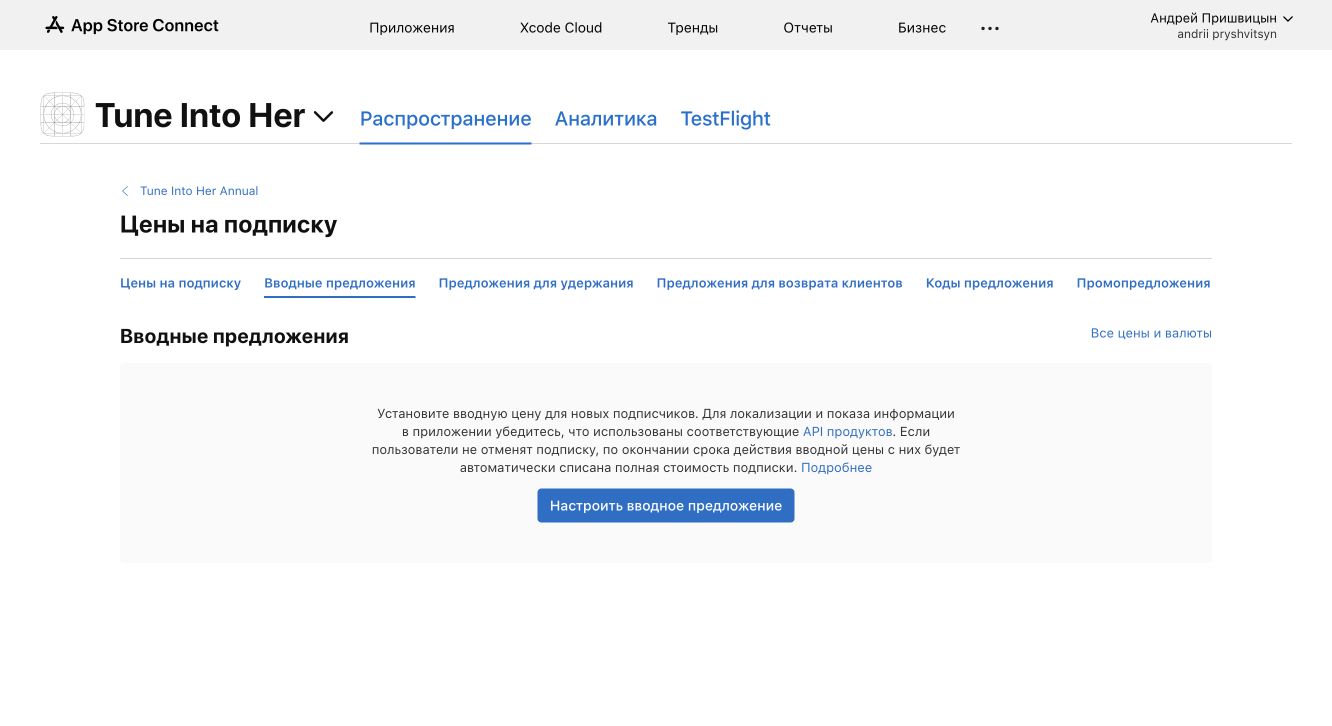 App Store Connect
Приложения
Xcode Cloud
Тренды
Отчеты
Бизнес
Андрей Пришвицын
andrii pryshvitsyn
Tune Into Her
Распространение
Аналитика
TestFlight
Tune Into Her Annual
Цены на подписку
Цены на подписку
Вводные предложения
Предложения для удержания
Предложения для возврата клиентов
Коды предложения
Промопредложения
Вводные предложения
Все цены и валюты
Установите вводную цену для новых подписчиков. Для локализации и показа информации
в приложении убедитесь, что использованы соответствующие API продуктов. Если
пользователи не отменят подписку, по окончании срока действия вводной цены с них будет
автоматически списана полная стоимость подписки. Подробнее
Настроить вводное предложение